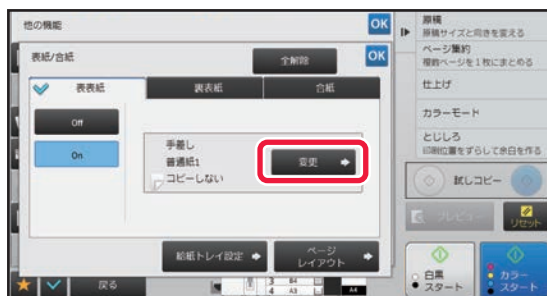 他の機能
OK
表紙/合紙
全解除
OK
表表紙
裏表紙
合紙
Off
On
手差し
普通紙1
コピーしない
変更
給紙トレイ設定
ページ
レイアウト
戻る
3 B4
4 A3
A4
原稿
原稿サイズと向きを変える
ページ集約
複数ページを1枚にまとめる
仕上げ
カラーモード
とじしろ
印刷位置をずらして余白を作る
試しコピー
プレビュー
リセット
白黒
スタート
カラー
スタート